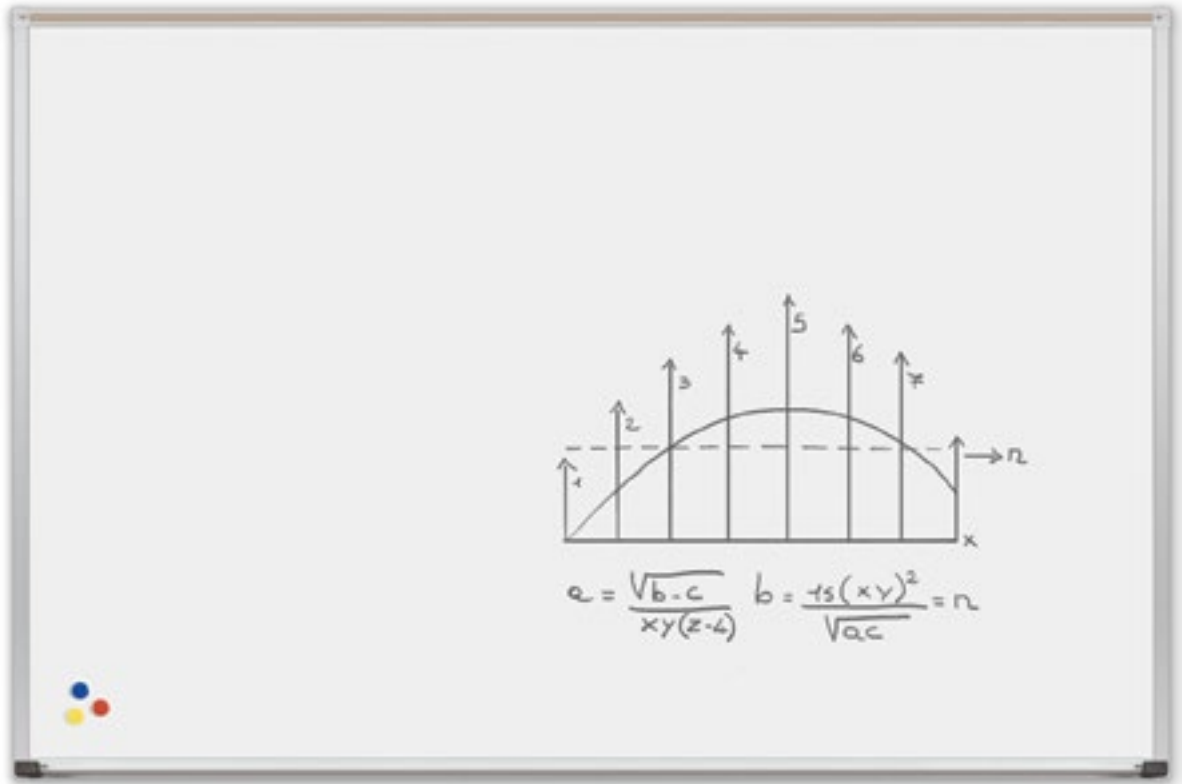 5
4
6
3
7
2
n
1
x
a = √(b-c) / xy(z-4) b = 15(xy)² / √(ac) = n